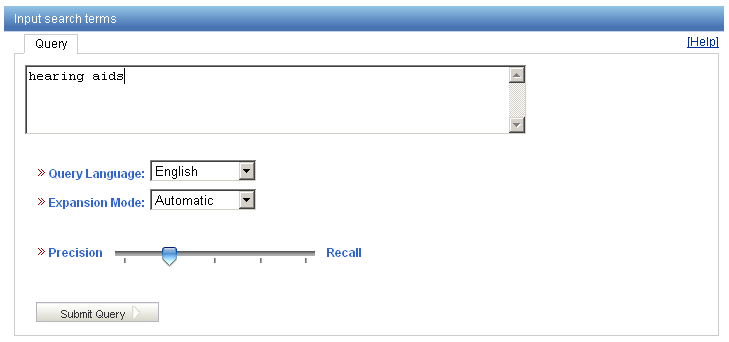 Input search terms
Query
[Help]
hearing aids
» Query Language: English
» Expansion Mode: Automatic
» Precision Recall
Submit Query